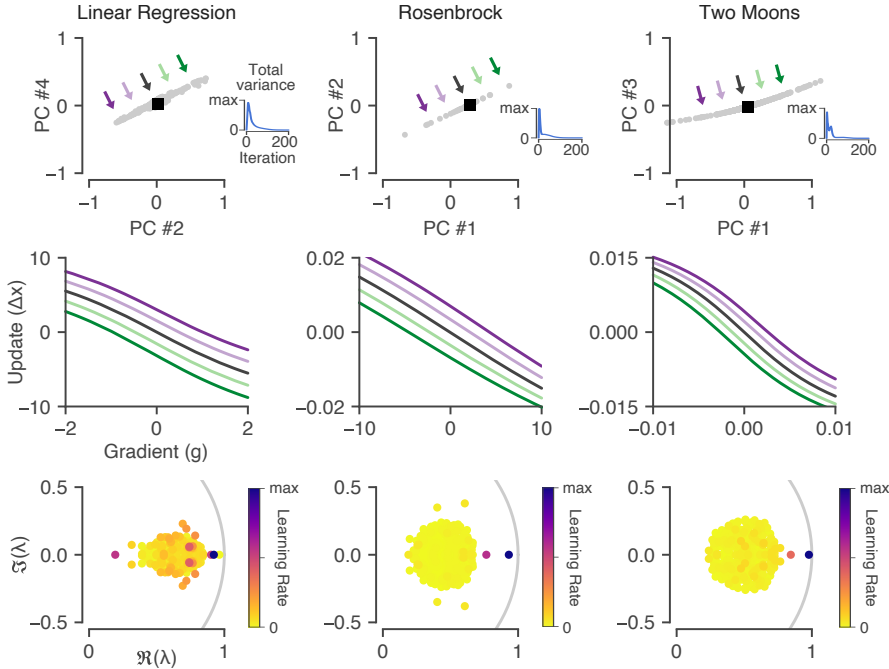 Linear Regression
Rosenbrock
Two Moons
1
0
−1
PC #4
−1 0 1
PC #2
Total
variance
max
0
0 200
Iteration
1
0
−1
PC #2
−1 0 1
PC #1
max
0
0 200
1
0
−1
PC #3
−1 0 1
PC #1
max
0
0 200
10
0
−10
Update (Δx)
−2 0 2
Gradient (g)
0.02
0.00
−0.02
−10 0 10
0.015
0.000
−0.015
−0.01 0.00 0.01
0.5
0.0
−0.5
ℑ(λ)
0 1
ℜ(λ)
max
0
Learning Rate
0.5
0.0
−0.5
0 1
max
0
Learning Rate
0.5
0.0
−0.5
0 1
max
0
Learning Rate